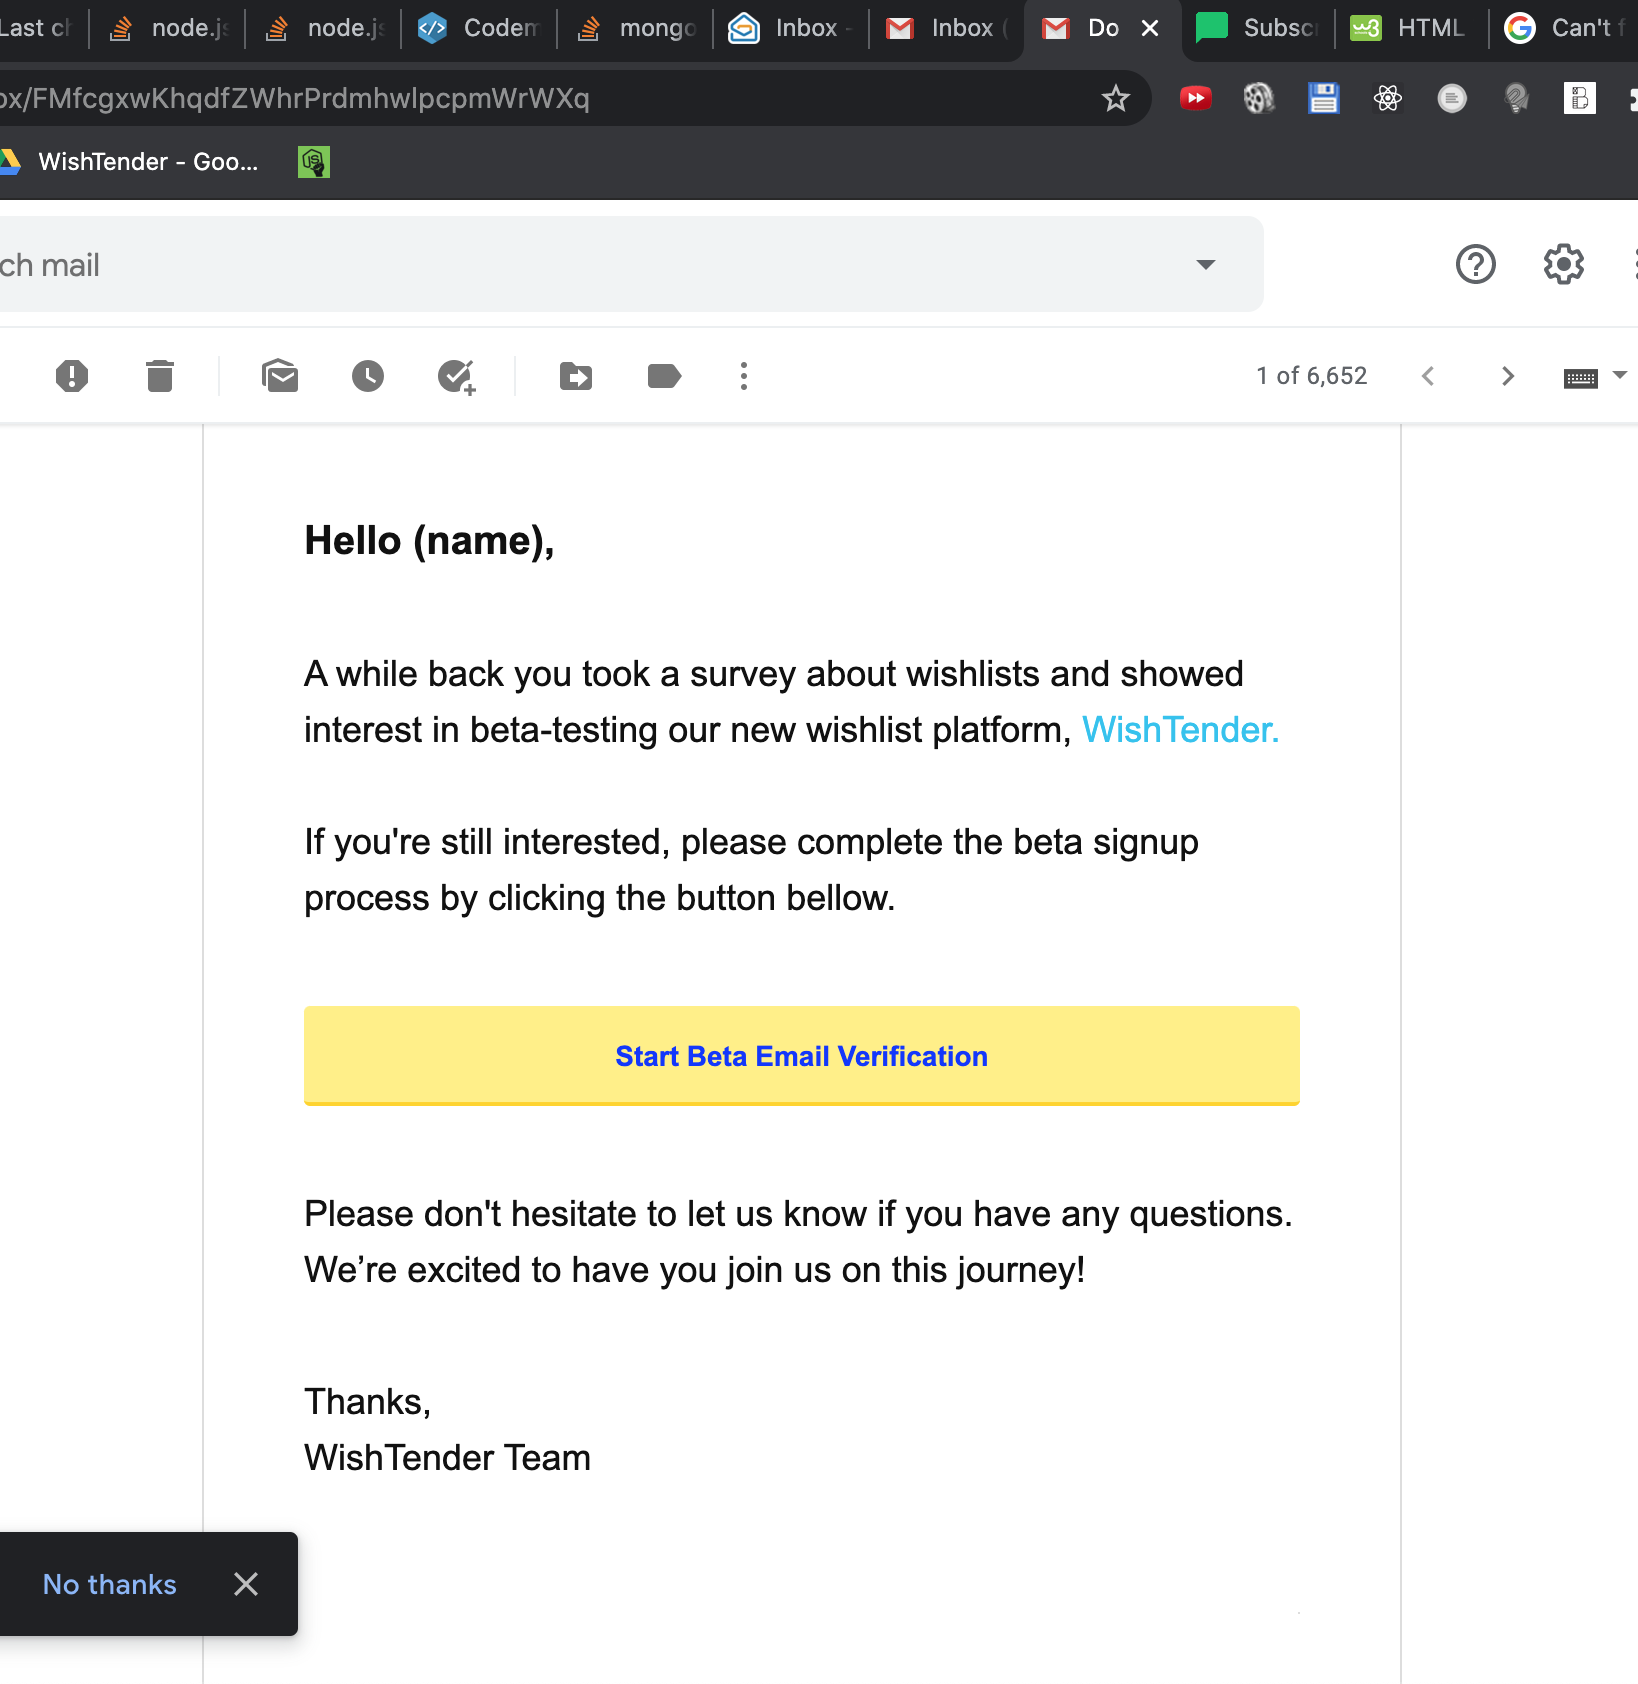 Last ch node.js node.js Codem mongo Inbox - Inbox ( Do Subscr HTML Can't f
ox/FMfcgxwKhqdfZWhrPrdmhwlpcpmWrWXq
WishTender - Goo...
ch mail
1 of 6,652
Hello (name),
A while back you took a survey about wishlists and showed
interest in beta-testing our new wishlist platform, WishTender.
If you're still interested, please complete the beta signup
process by clicking the button bellow.
Start Beta Email Verification
Please don't hesitate to let us know if you have any questions.
We’re excited to have you join us on this journey!
Thanks,
WishTender Team
No thanks